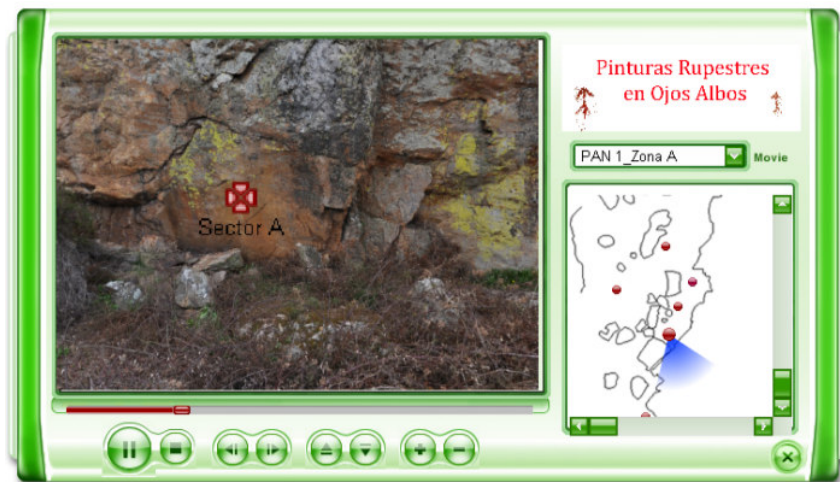 Pinturas Rupestres
en Ojos Albos
PAN 1_Zona A
Movie
Sector A